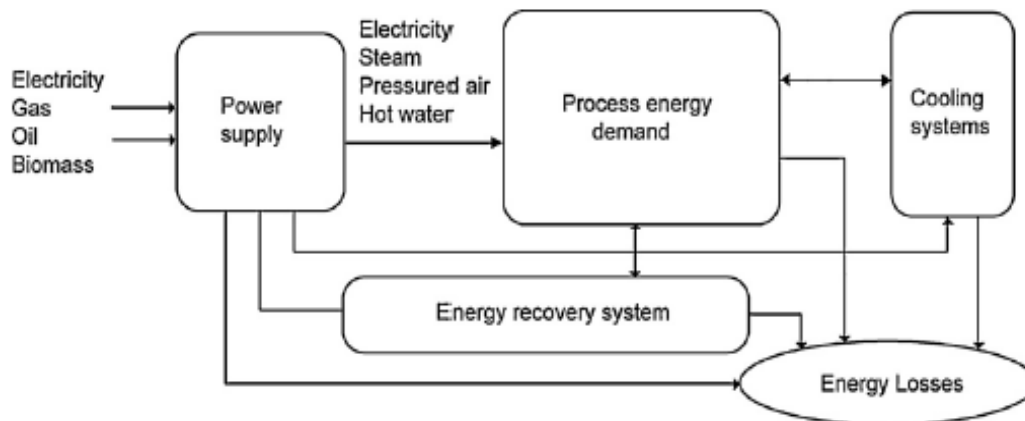 Electricity
Gas
Oil
Biomass
Power
supply
Electricity
Steam
Pressured air
Hot water
Process energy
demand
Cooling
systems
Energy recovery system
Energy Losses